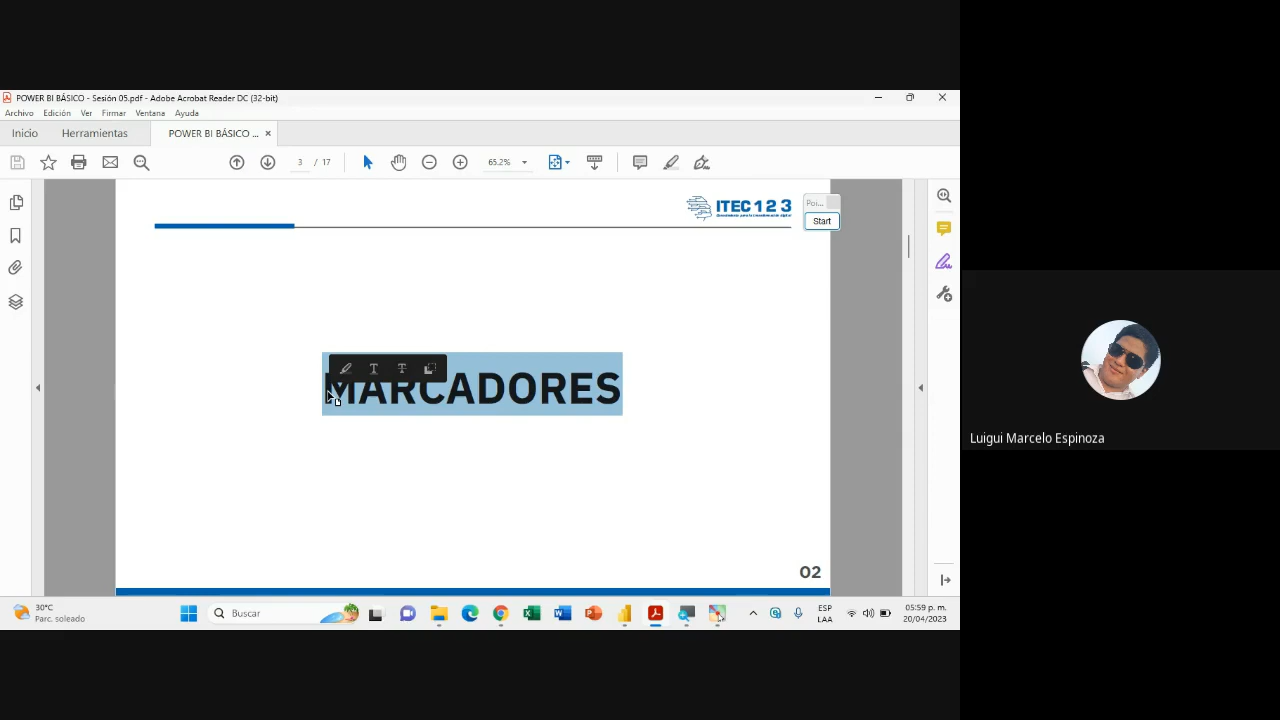 POWER BI BÁSICO - Sesión 05.pdf - Adobe Acrobat Reader DC (32-bit)
Archivo Edición Ver Firmar Ventana Ayuda
Inicio Herramientas POWER BI BÁSICO ... ×
3 / 17 65.2%
ITEC 1 2 3
Poi...
Start
MARCADORES
Luigui Marcelo Espinoza
02
30°C
Parc. soleado
Buscar
ESP
LAA
05:59 p. m.
20/04/2023